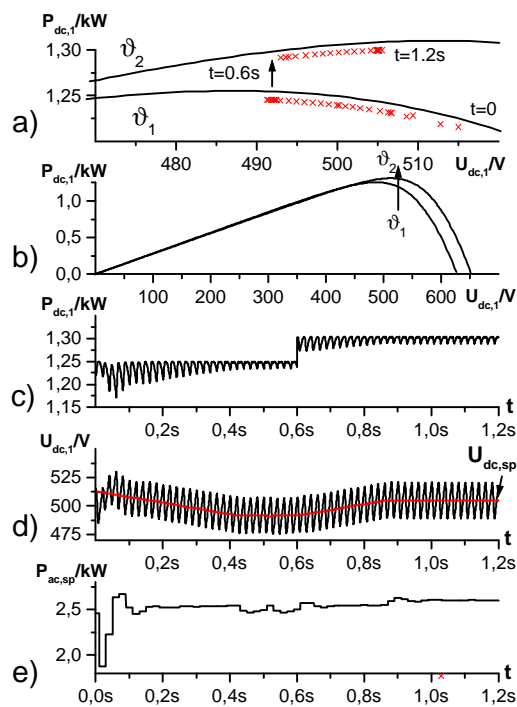 P_dc,1/kW
1,30
ϑ₂
t=1.2s
t=0.6s
1,25
t=0
a)
ϑ₁
480 490 500 510 U_dc,1/V
P_dc,1/kW
ϑ₂
1,0
0,5
ϑ₁
b)
0,0
100 200 300 400 500 600 U_dc,1/V
P_dc,1/kW
1,30
1,25
1,20
c)
1,15
t
0,2s 0,4s 0,6s 0,8s 1,0s 1,2s
U_dc,1/V
U_dc,sp
525
500
475
d)
t
0,2s 0,4s 0,6s 0,8s 1,0s 1,2s
P_ac,sp/kW
2,5
2,0
e)
t
0,0s 0,2s 0,4s 0,6s 0,8s 1,0s 1,2s